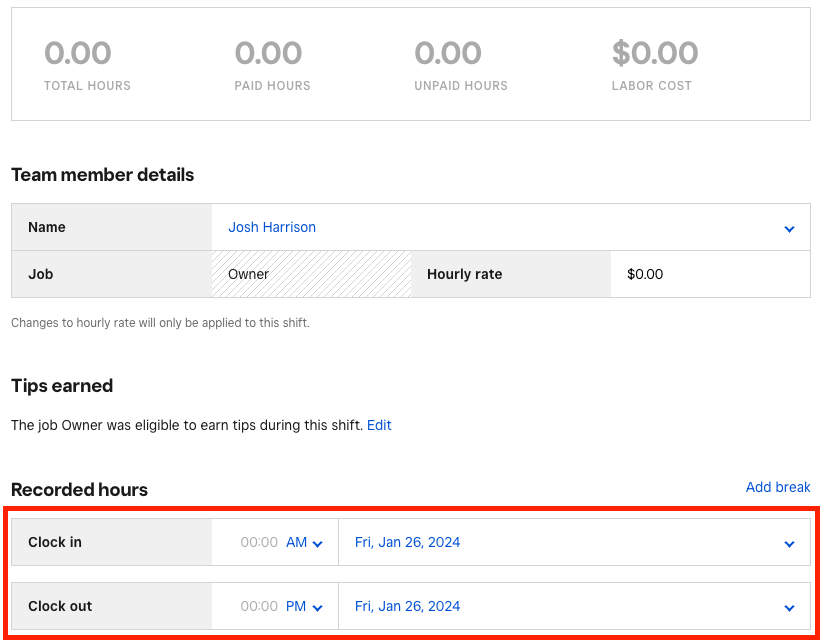 0.00 0.00 0.00 $0.00
TOTAL HOURS PAID HOURS UNPAID HOURS LABOR COST
Team member details
Name Josh Harrison
Job Owner Hourly rate $0.00
Changes to hourly rate will only be applied to this shift.
Tips earned
The job Owner was eligible to earn tips during this shift. Edit
Recorded hours Add break
Clock in 00:00 AM Fri, Jan 26, 2024
Clock out 00:00 PM Fri, Jan 26, 2024